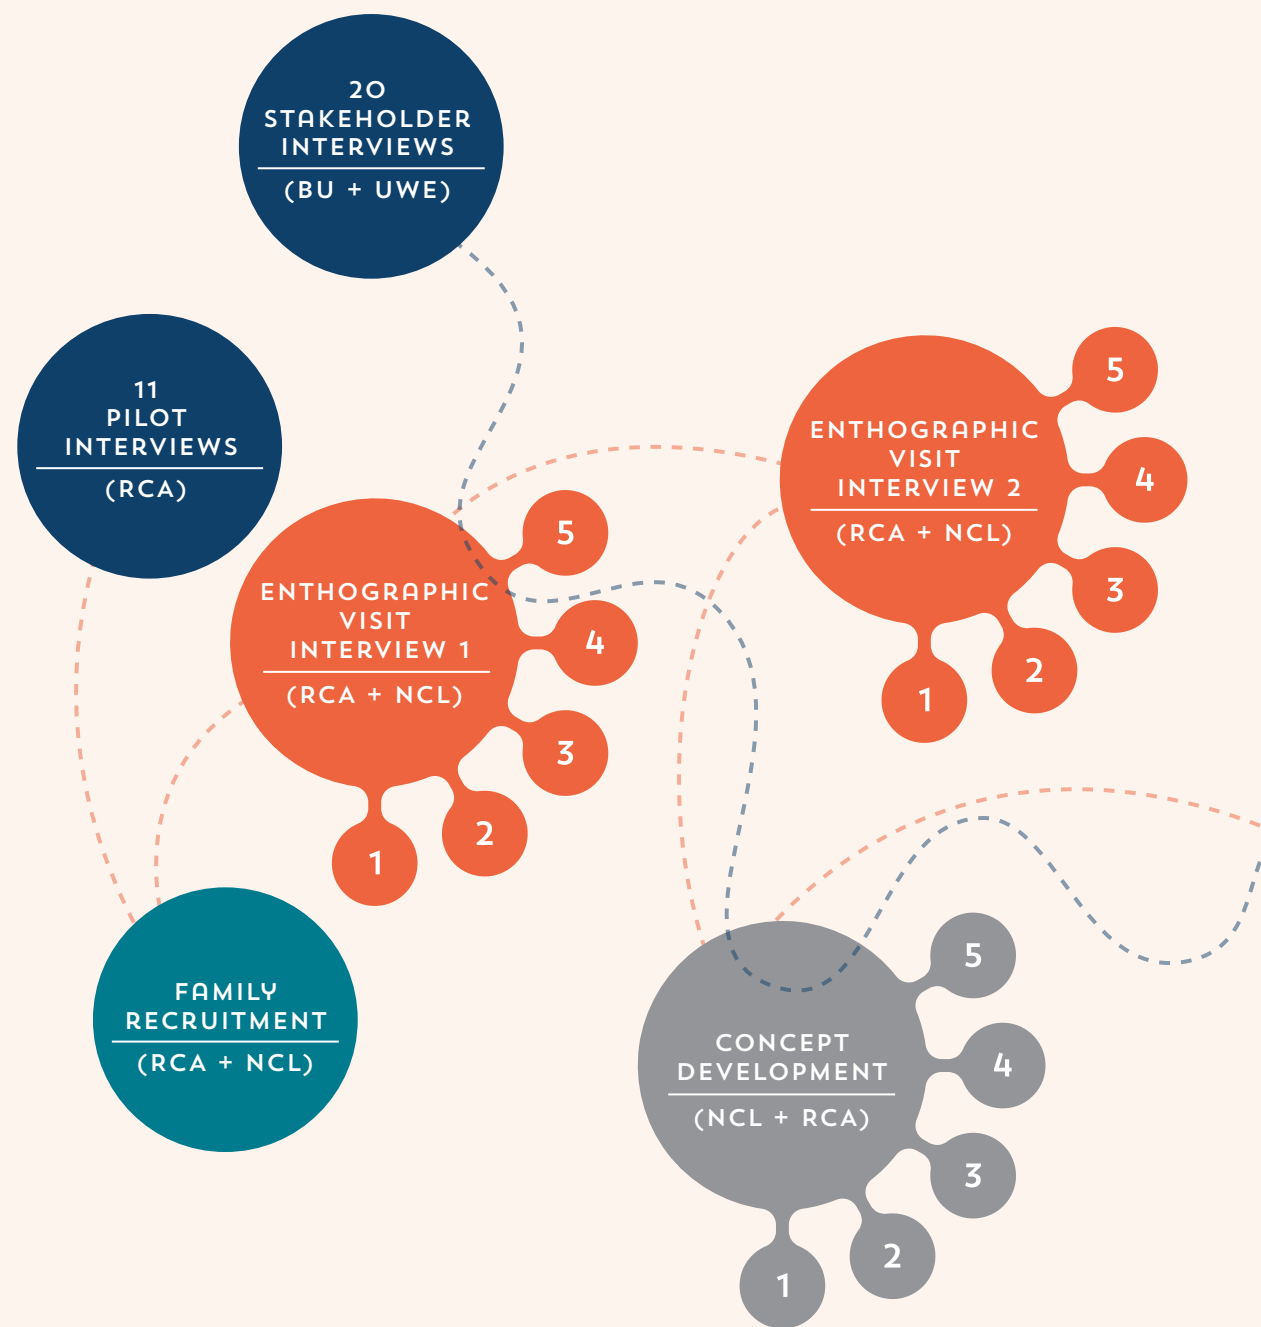 20
STAKEHOLDER
INTERVIEWS
(BU + UWE)
11
PILOT
INTERVIEWS
(RCA)
ENTHOGRAPHIC
VISIT
INTERVIEW 1
(RCA + NCL)
5
4
3
2
1
ENTHOGRAPHIC
VISIT
INTERVIEW 2
(RCA + NCL)
5
4
3
2
1
FAMILY
RECRUITMENT
(RCA + NCL)
CONCEPT
DEVELOPMENT
(NCL + RCA)
5
4
3
2
1